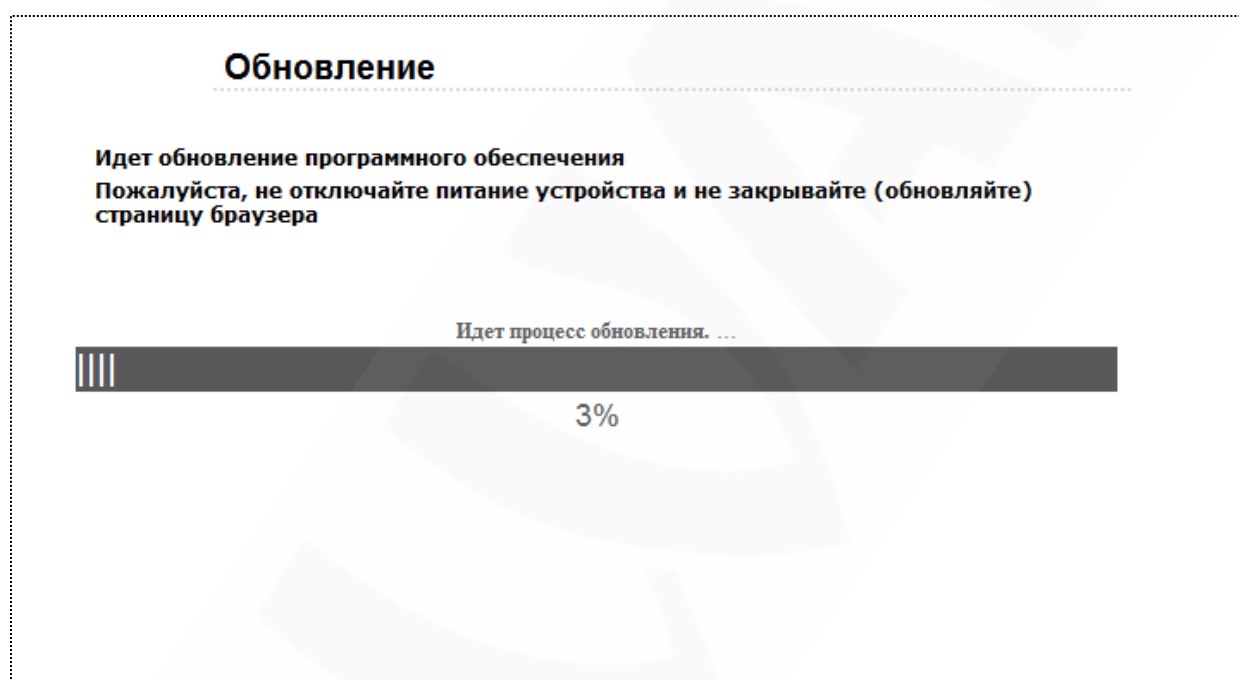 Обновление
Идет обновление программного обеспечения
Пожалуйста, не отключайте питание устройства и не закрывайте (обновляйте)
страницу браузера
Идет процесс обновления. ...
3%